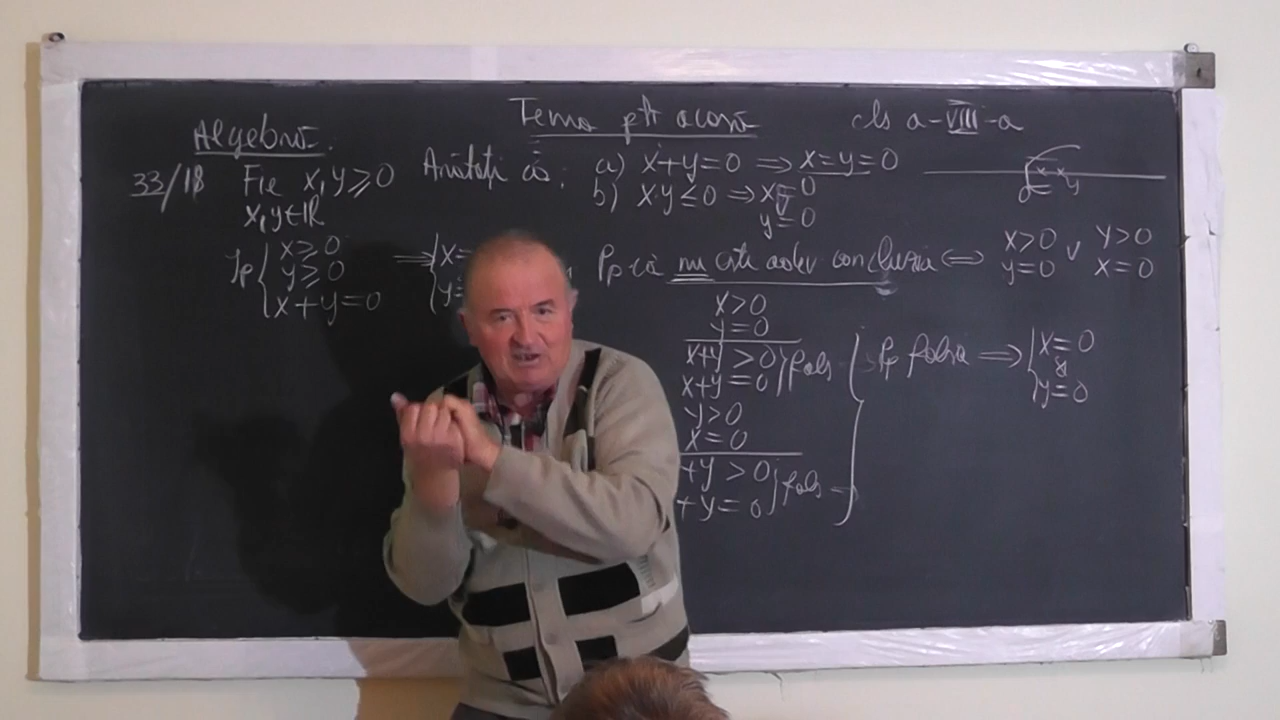 Tema ptr acasă
cls a-VIII-a
Algebră.
33/18 Fie x,y ≥ 0
x,y ∈ ℝ
Arătați că:
a) x+y=0 ⇒ x=y=0
b) x·y ≤ 0 ⇒ x=0
∨
y=0
Ip { x ≥ 0
y ≥ 0
x+y=0
⇒ { x=
y=
Pp că nu este adev concluzia ⇔
x>0
y=0
∨
y>0
x=0
x>0
y=0
x+y >0
x+y =0 } fals
y>0
x=0
+y >0
+y = 0 } fals
} Pp falsă ⇒ { x=0
&
y=0
0 x x y